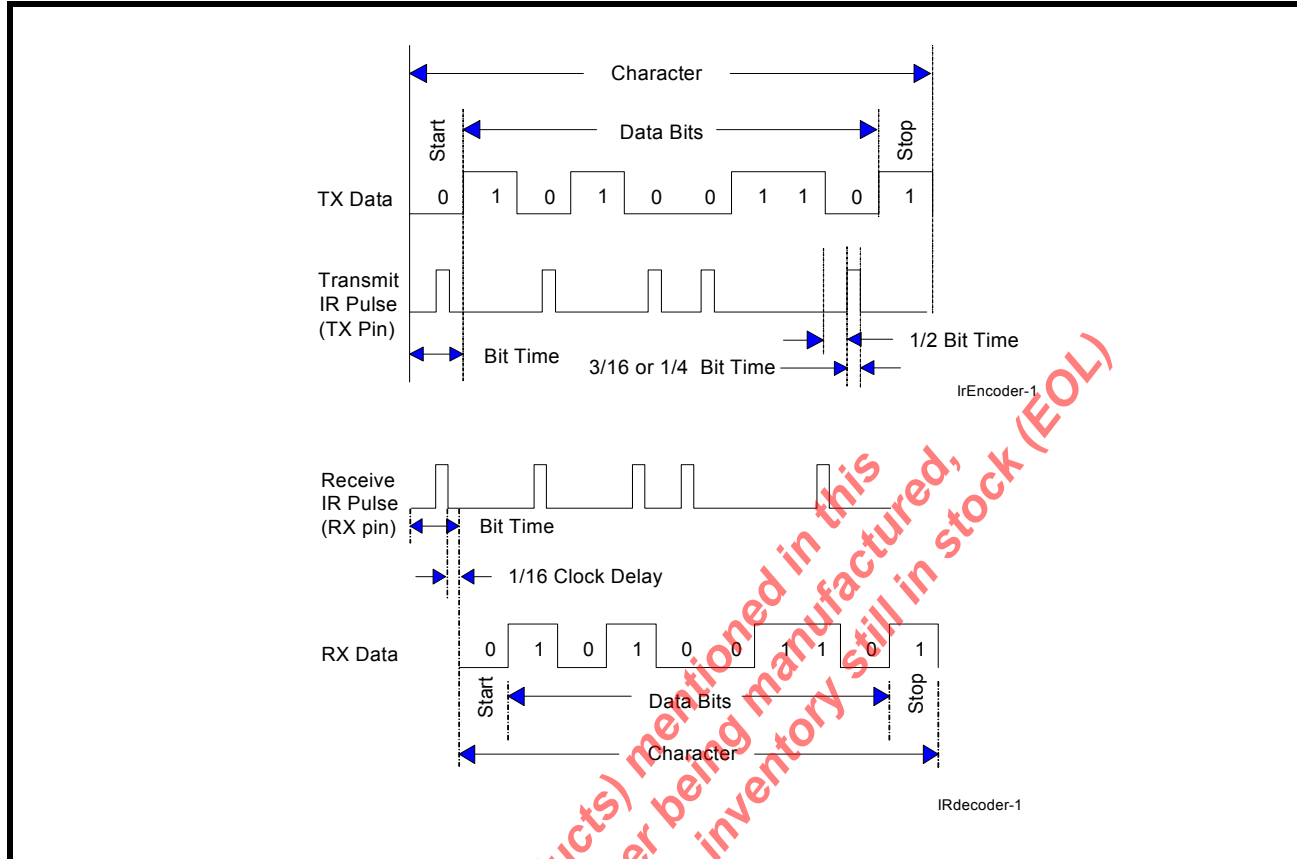 Character
Start
Data Bits
Stop
TX Data
0 1 0 1 0 0 1 1 0 1
Transmit
IR Pulse
(TX Pin)
Bit Time
1/2 Bit Time
3/16 or 1/4 Bit Time
IrEncoder-1
Receive
IR Pulse
(RX pin)
Bit Time
1/16 Clock Delay
RX Data
0 1 0 1 0 0 1 1 0 1
Start
Data Bits
Stop
Character
IRdecoder-1
ucts) mentioned in this
er being manufactured,
inventory still in stock (EOL)